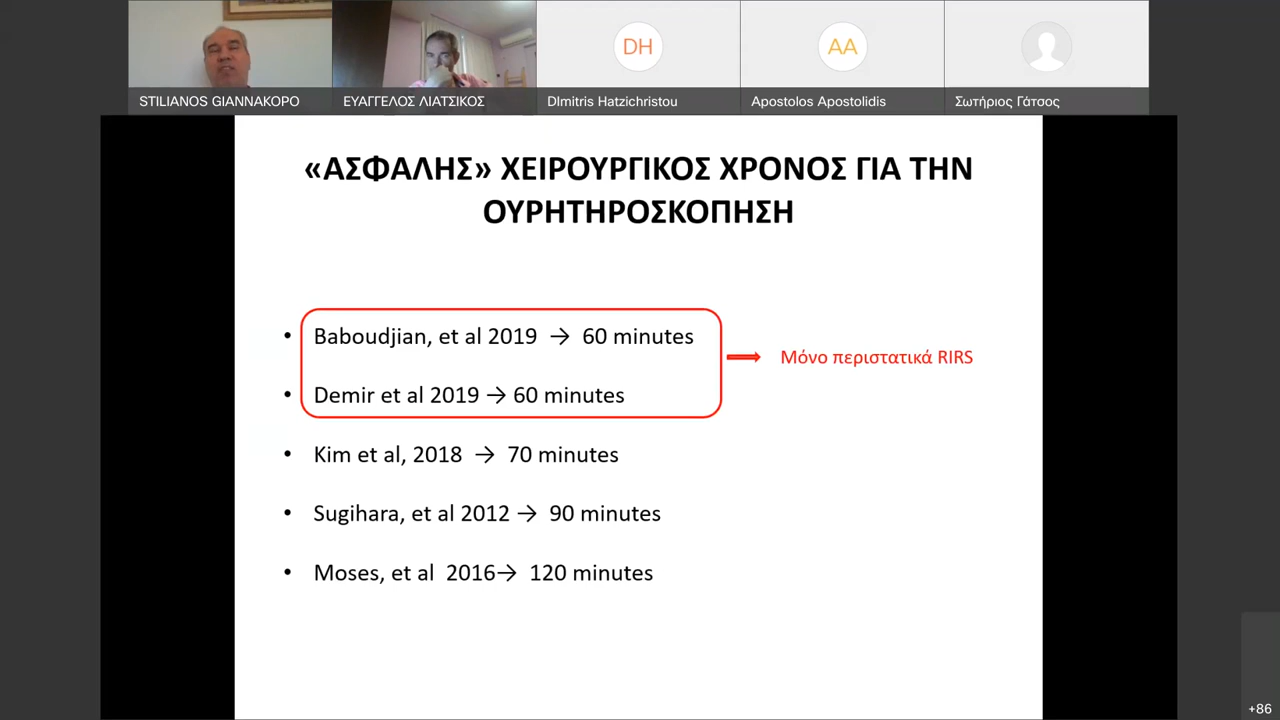 DH
AA
STILIANOS GIANNAKOPO
ΕΥΑΓΓΕΛΟΣ ΛΙΑΤΣΙΚΟΣ
DImitris Hatzichristou
Apostolos Apostolidis
Σωτήριος Γάτσος
«ΑΣΦΑΛΗΣ» ΧΕΙΡΟΥΡΓΙΚΟΣ ΧΡΟΝΟΣ ΓΙΑ ΤΗΝ
ΟΥΡΗΤΗΡΟΣΚΟΠΗΣΗ
• Baboudjian, et al 2019 → 60 minutes
Μόνο περιστατικά RIRS
• Demir et al 2019 → 60 minutes
• Kim et al, 2018 → 70 minutes
• Sugihara, et al 2012 → 90 minutes
• Moses, et al 2016→ 120 minutes
+86